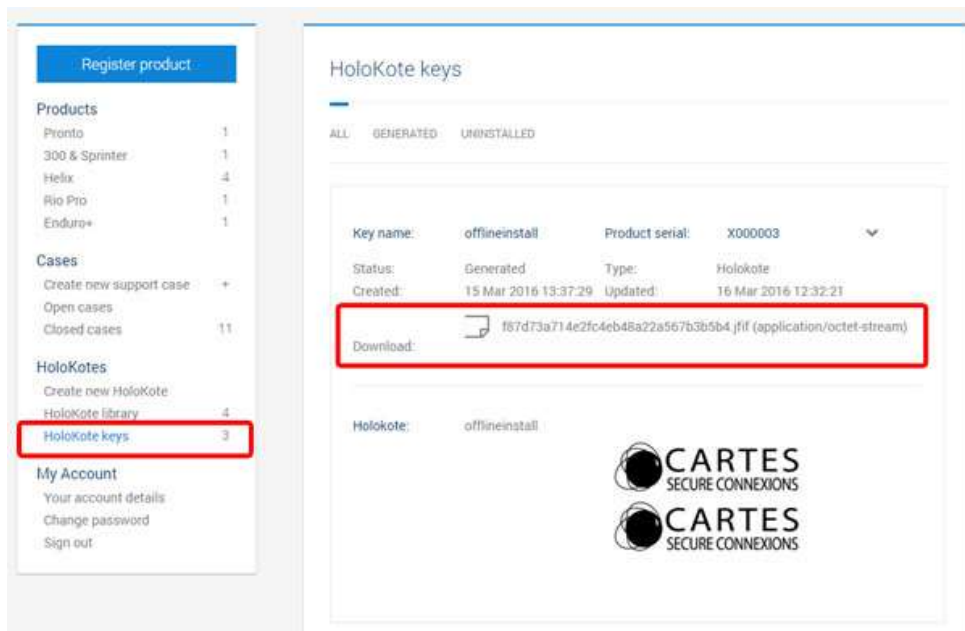 Register product
Products
Pronto 1
300 & Sprinter 1
Helix 4
Rio Pro 1
Enduro+ 1
Cases
Create new support case +
Open cases
Closed cases 11
HoloKotes
Create new HoloKote
HoloKote library 4
HoloKote keys 3
My Account
Your account details
Change password
Sign out
HoloKote keys
ALL GENERATED UNINSTALLED
Key name: offlineinstall Product serial: X000003
Status: Generated Type: Holokote
Created: 15 Mar 2016 13:37:29 Updated: 16 Mar 2016 12:32:21
f87d73a714e2fc4eb48a22a567b3b5b4.jfif (application/octet-stream)
Download:
Holokote: offlineinstall
CARTES
SECURE CONNEXIONS
CARTES
SECURE CONNEXIONS